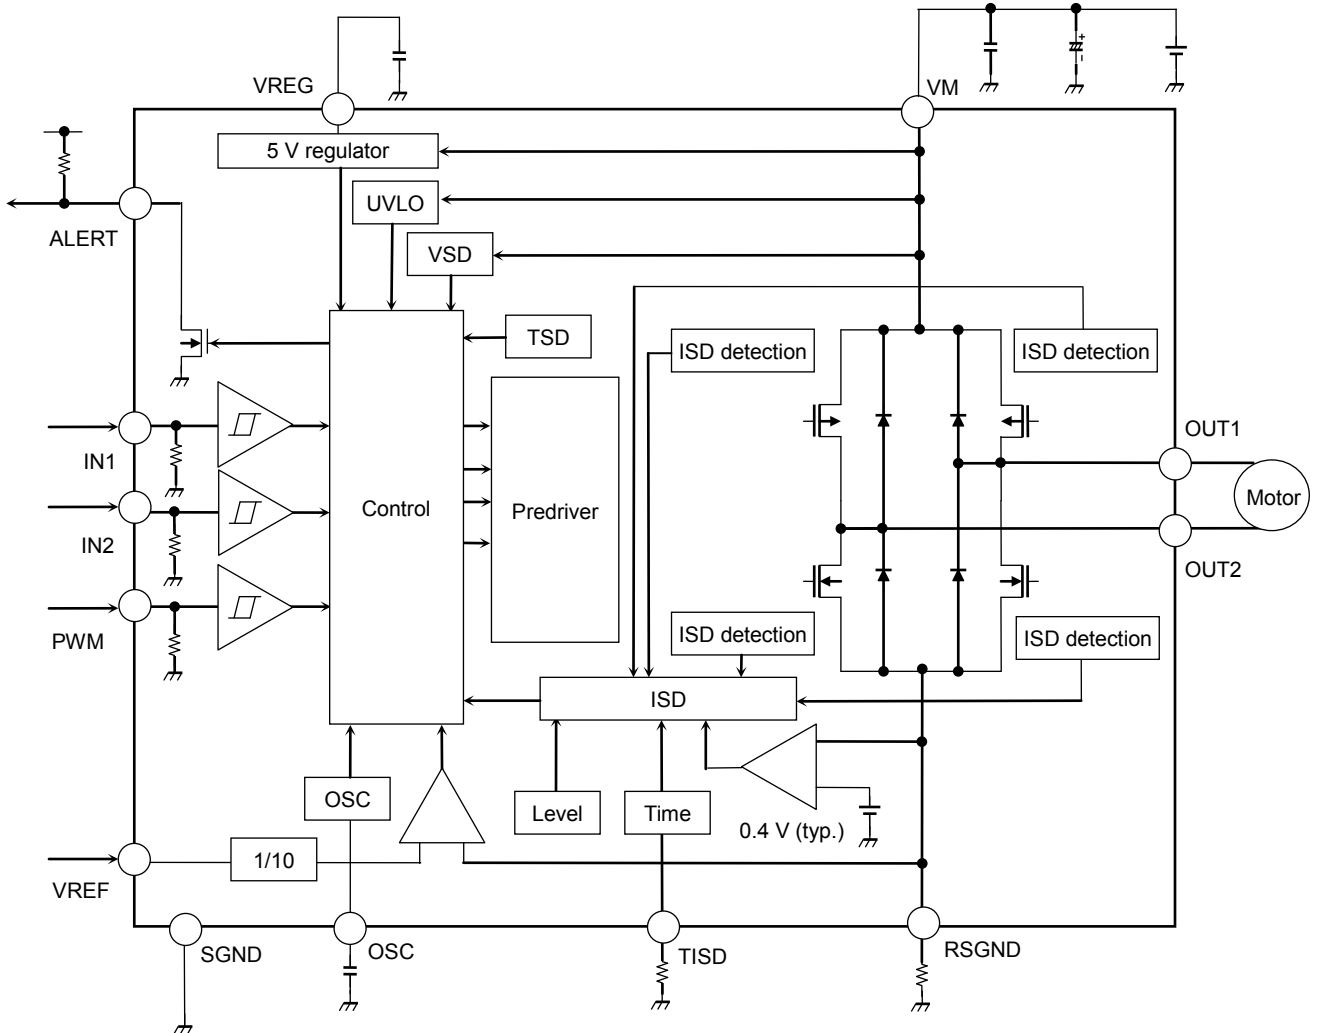 VREG
VM
5 V regulator
UVLO
ALERT
VSD
TSD
ISD detection
ISD detection
OUT1
IN1
Motor
Control
Predriver
IN2
OUT2
PWM
ISD detection
ISD detection
ISD
OSC
Level
Time
0.4 V (typ.)
1/10
VREF
SGND
OSC
TISD
RSGND
+
-